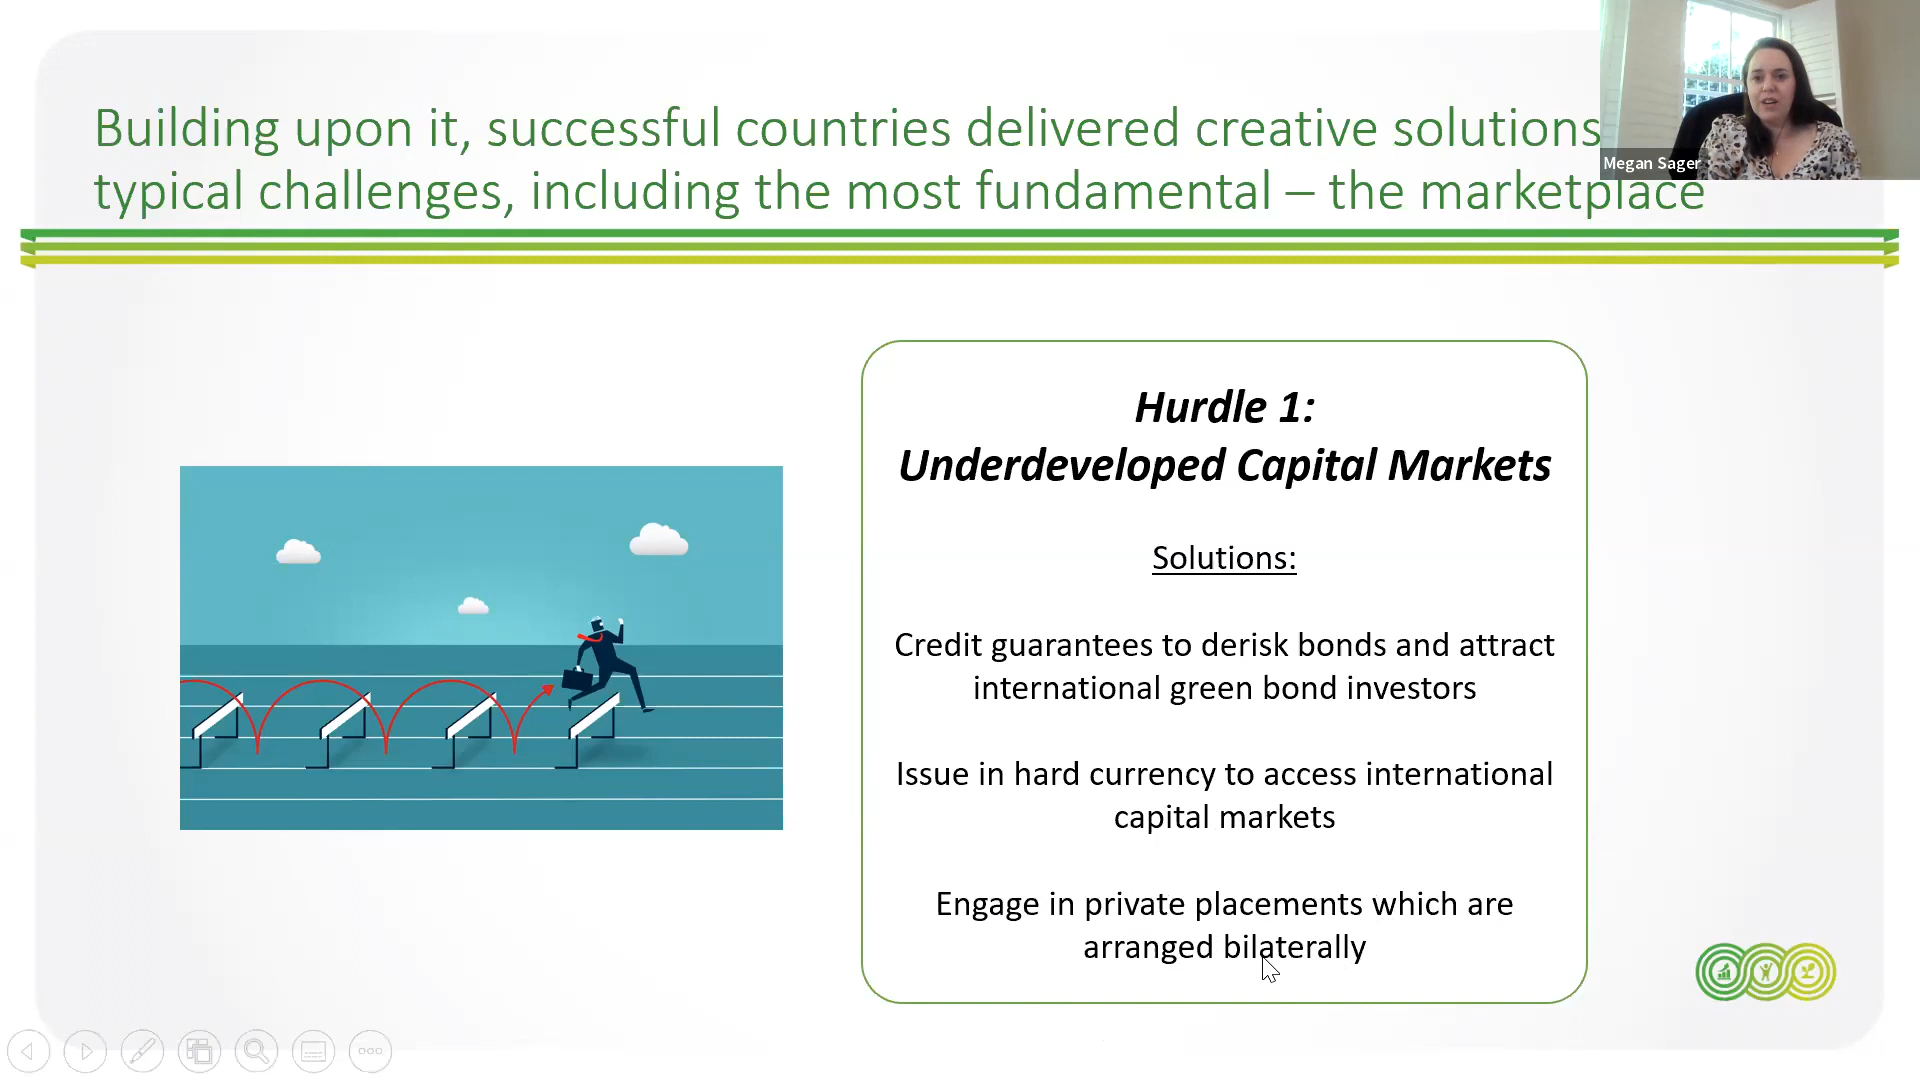 Building upon it, successful countries delivered creative solutions
Megan Sager
typical challenges, including the most fundamental – the marketplace
Hurdle 1:
Underdeveloped Capital Markets
Solutions:
Credit guarantees to derisk bonds and attract
international green bond investors
Issue in hard currency to access international
capital markets
Engage in private placements which are
arranged bilaterally